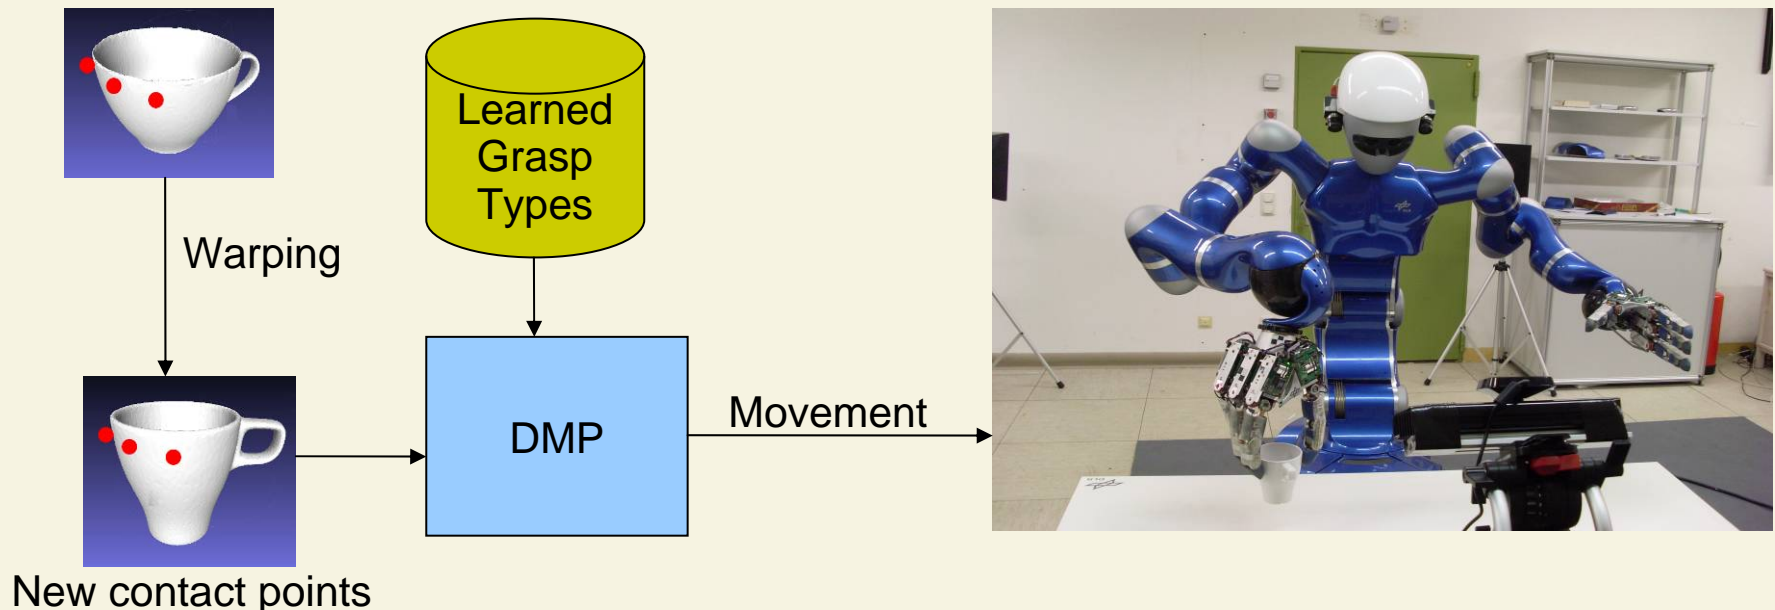 Learned
Grasp
Types
Warping
DMP
Movement
New contact points